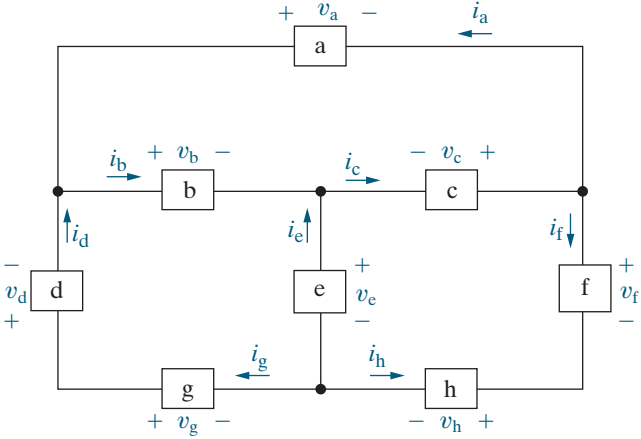 + va − ia
a
ib + vb − ic − vc +
b c
id ie if
− + +
vd d e ve f vf
+ − −
ig ih
g h
+ vg − − vh +